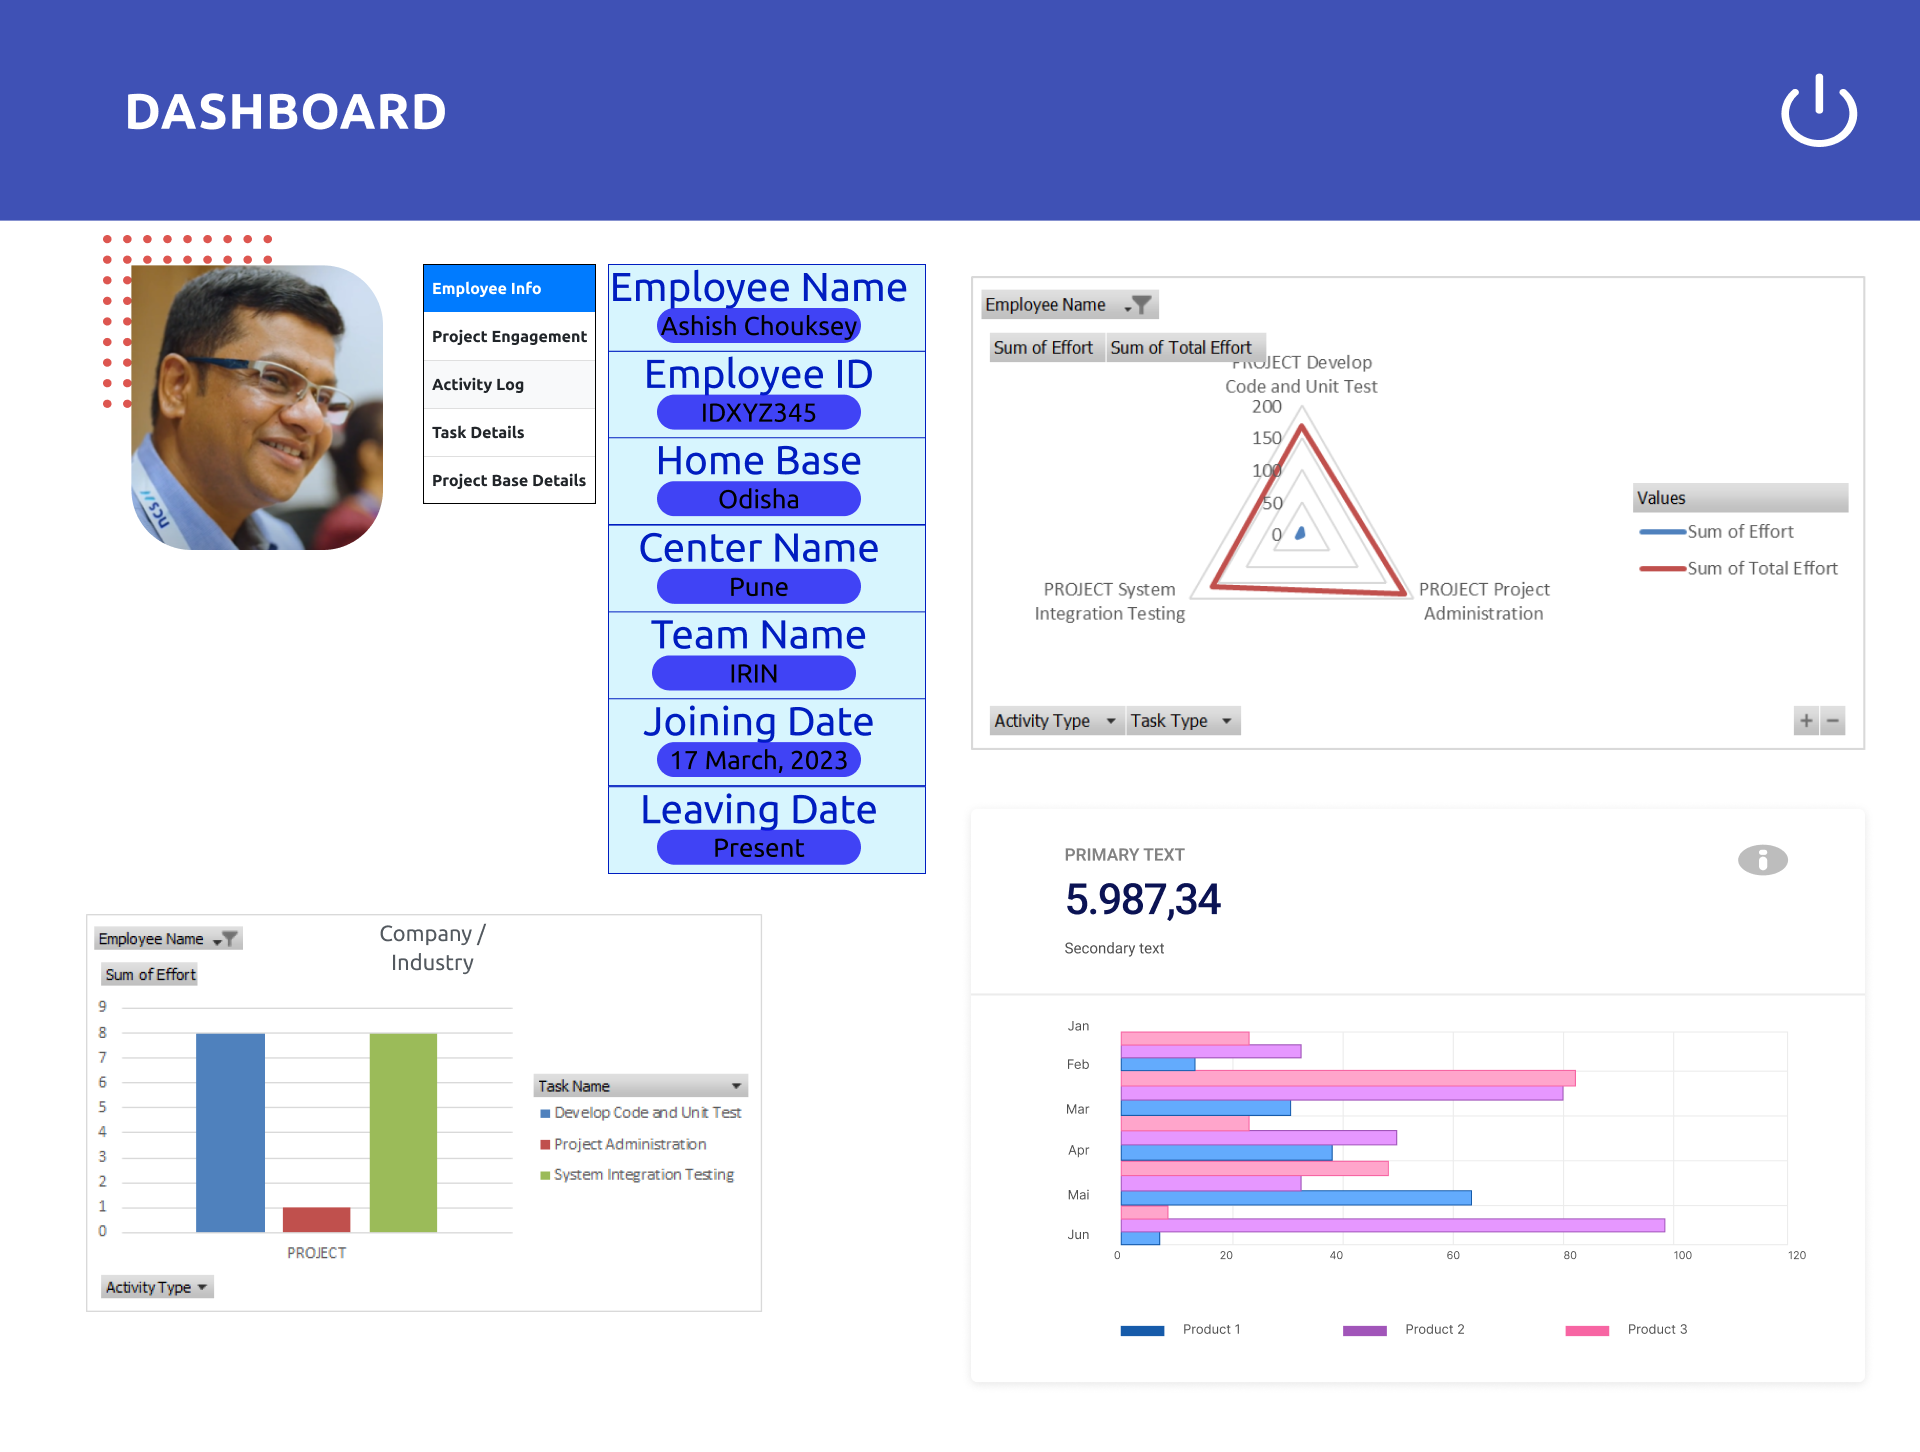 DASHBOARD
ncs//
Employee Info
Project Engagement
Activity Log
Task Details
Project Base Details
Employee Name
Ashish Chouksey
Employee ID
IDXYZ345
Home Base
Odisha
Center Name
Pune
Team Name
IRIN
Joining Date
17 March, 2023
Leaving Date
Present
Employee Name
Sum of Effort Sum of Total Effort
PROJECT Develop
Code and Unit Test
200
150
100
50
0
PROJECT System
Integration Testing
PROJECT Project
Administration
Values
Sum of Effort
Sum of Total Effort
Activity Type Task Type
+ −
Employee Name
Company /
Industry
Sum of Effort
9
8
7
6
5
4
3
2
1
0
PROJECT
Task Name
Develop Code and Unit Test
Project Administration
System Integration Testing
Activity Type
PRIMARY TEXT
5.987,34
Secondary text
Jan
Feb
Mar
Apr
Mai
Jun
0 20 40 60 80 100 120
Product 1 Product 2 Product 3